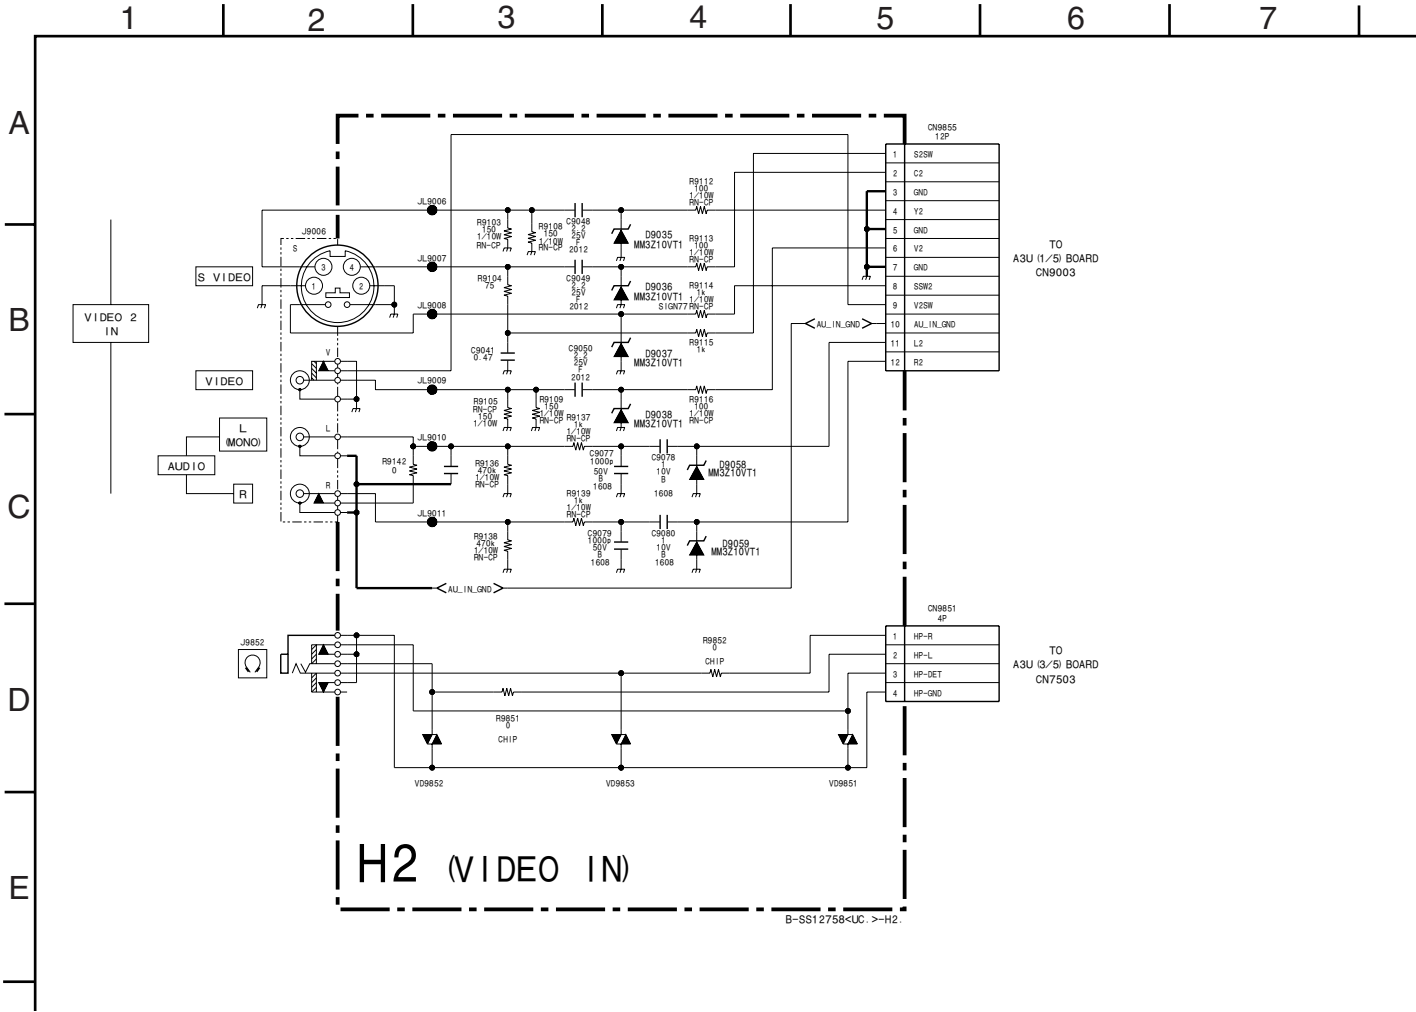 1 2 3 4 5 6 7
A
B
C
D
E
CN9855
12P
1 S2SW
2 C2
3 GND
4 Y2
5 GND
6 V2
7 GND
8 SSW2
9 V2SW
10 AU_IN_GND
11 L2
12 R2
TO
A3U (1/5) BOARD
CN9003
VIDEO 2
IN
S VIDEO
VIDEO
L
(MONO)
AUDIO
R
J9006
S
3 4
1 2
V
L
R
JL9006
JL9007
JL9008
JL9009
JL9010
JL9011
R9103
150
1/10W
RN-CP
R9108
150
1/10W
RN-CP
C9048
2.2
25V
F
2012
D9035
MM3Z10VT1
R9112
100
1/10W
RN-CP
R9113
100
1/10W
RN-CP
R9104
75
C9049
2.2
25V
F
2012
D9036
MM3Z10VT1
R9114
1k
1/10W
SIGN77 RN-CP
R9115
1k
C9041
0.47
C9050
2.2
25V
F
2012
D9037
MM3Z10VT1
AU_IN_GND
R9105
RN-CP
150
1/10W
R9109
150
1/10W
RN-CP
D9038
MM3Z10VT1
R9116
100
1/10W
RN-CP
R9137
1k
1/10W
RN-CP
R9142
0
R9136
470k
1/10W
RN-CP
C9077
1000p
50V
B
1608
C9078
1
10V
B
1608
D9058
MM3Z10VT1
R9139
1k
1/10W
RN-CP
R9138
470k
1/10W
RN-CP
C9079
1000p
50V
B
1608
C9080
1
10V
B
1608
D9059
MM3Z10VT1
AU_IN_GND
CN9851
4P
1 HP-R
2 HP-L
3 HP-DET
4 HP-GND
TO
A3U (3/5) BOARD
CN7503
J9852
R9852
0
CHIP
R9851
0
CHIP
VD9852
VD9853
VD9851
H2 (VIDEO IN)
B-SS12758<UC.>-H2.